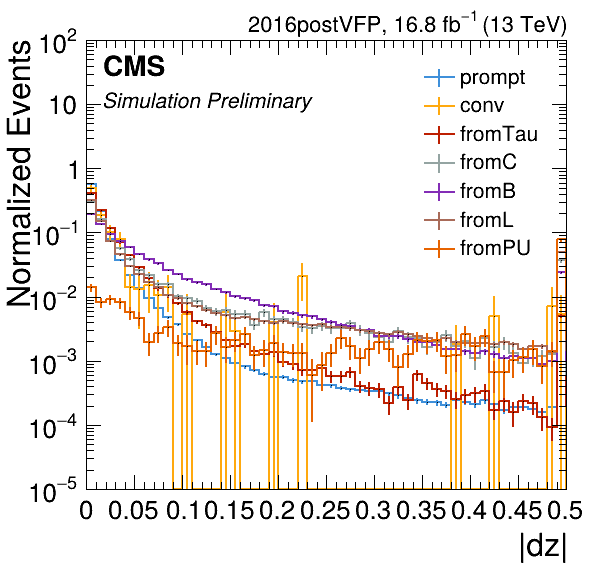 2016postVFP, 16.8 fb⁻¹ (13 TeV)
CMS
Simulation Preliminary
prompt
conv
fromTau
fromC
fromB
fromL
fromPU
Normalized Events
10²
10
1
10⁻¹
10⁻²
10⁻³
10⁻⁴
10⁻⁵
0 0.05 0.1 0.15 0.2 0.25 0.3 0.35 0.4 0.45 0.5
|dz|